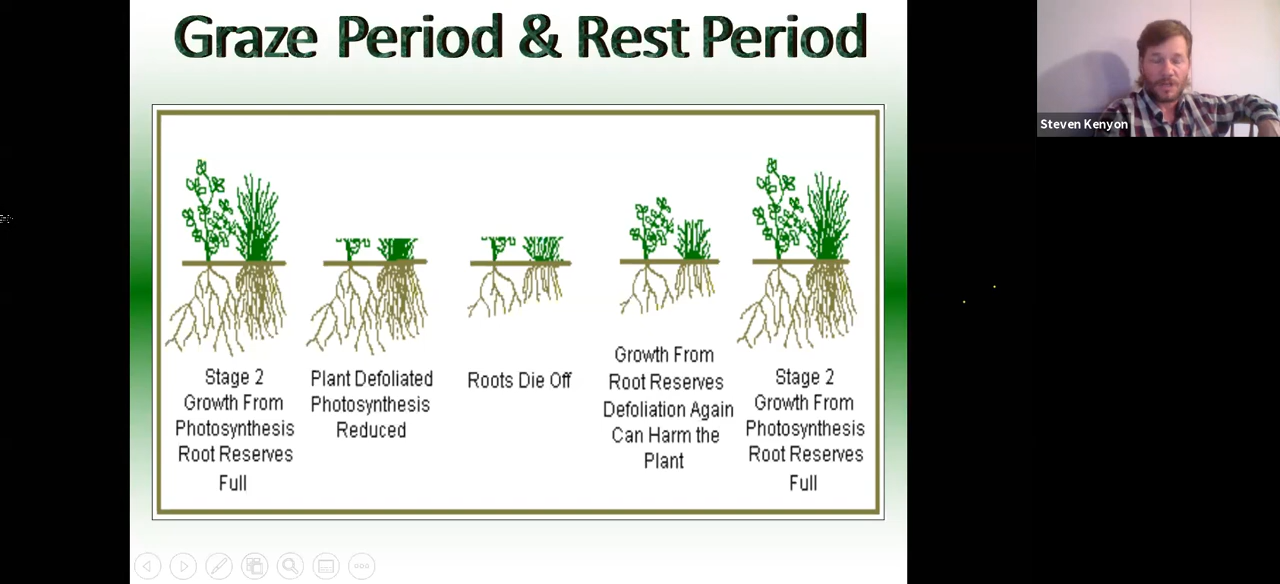 Graze Period & Rest Period
Steven Kenyon
Stage 2
Growth From
Photosynthesis
Root Reserves
Full
Plant Defoliated
Photosynthesis
Reduced
Roots Die Off
Growth From
Root Reserves
Defoliation Again
Can Harm the
Plant
Stage 2
Growth From
Photosynthesis
Root Reserves
Full